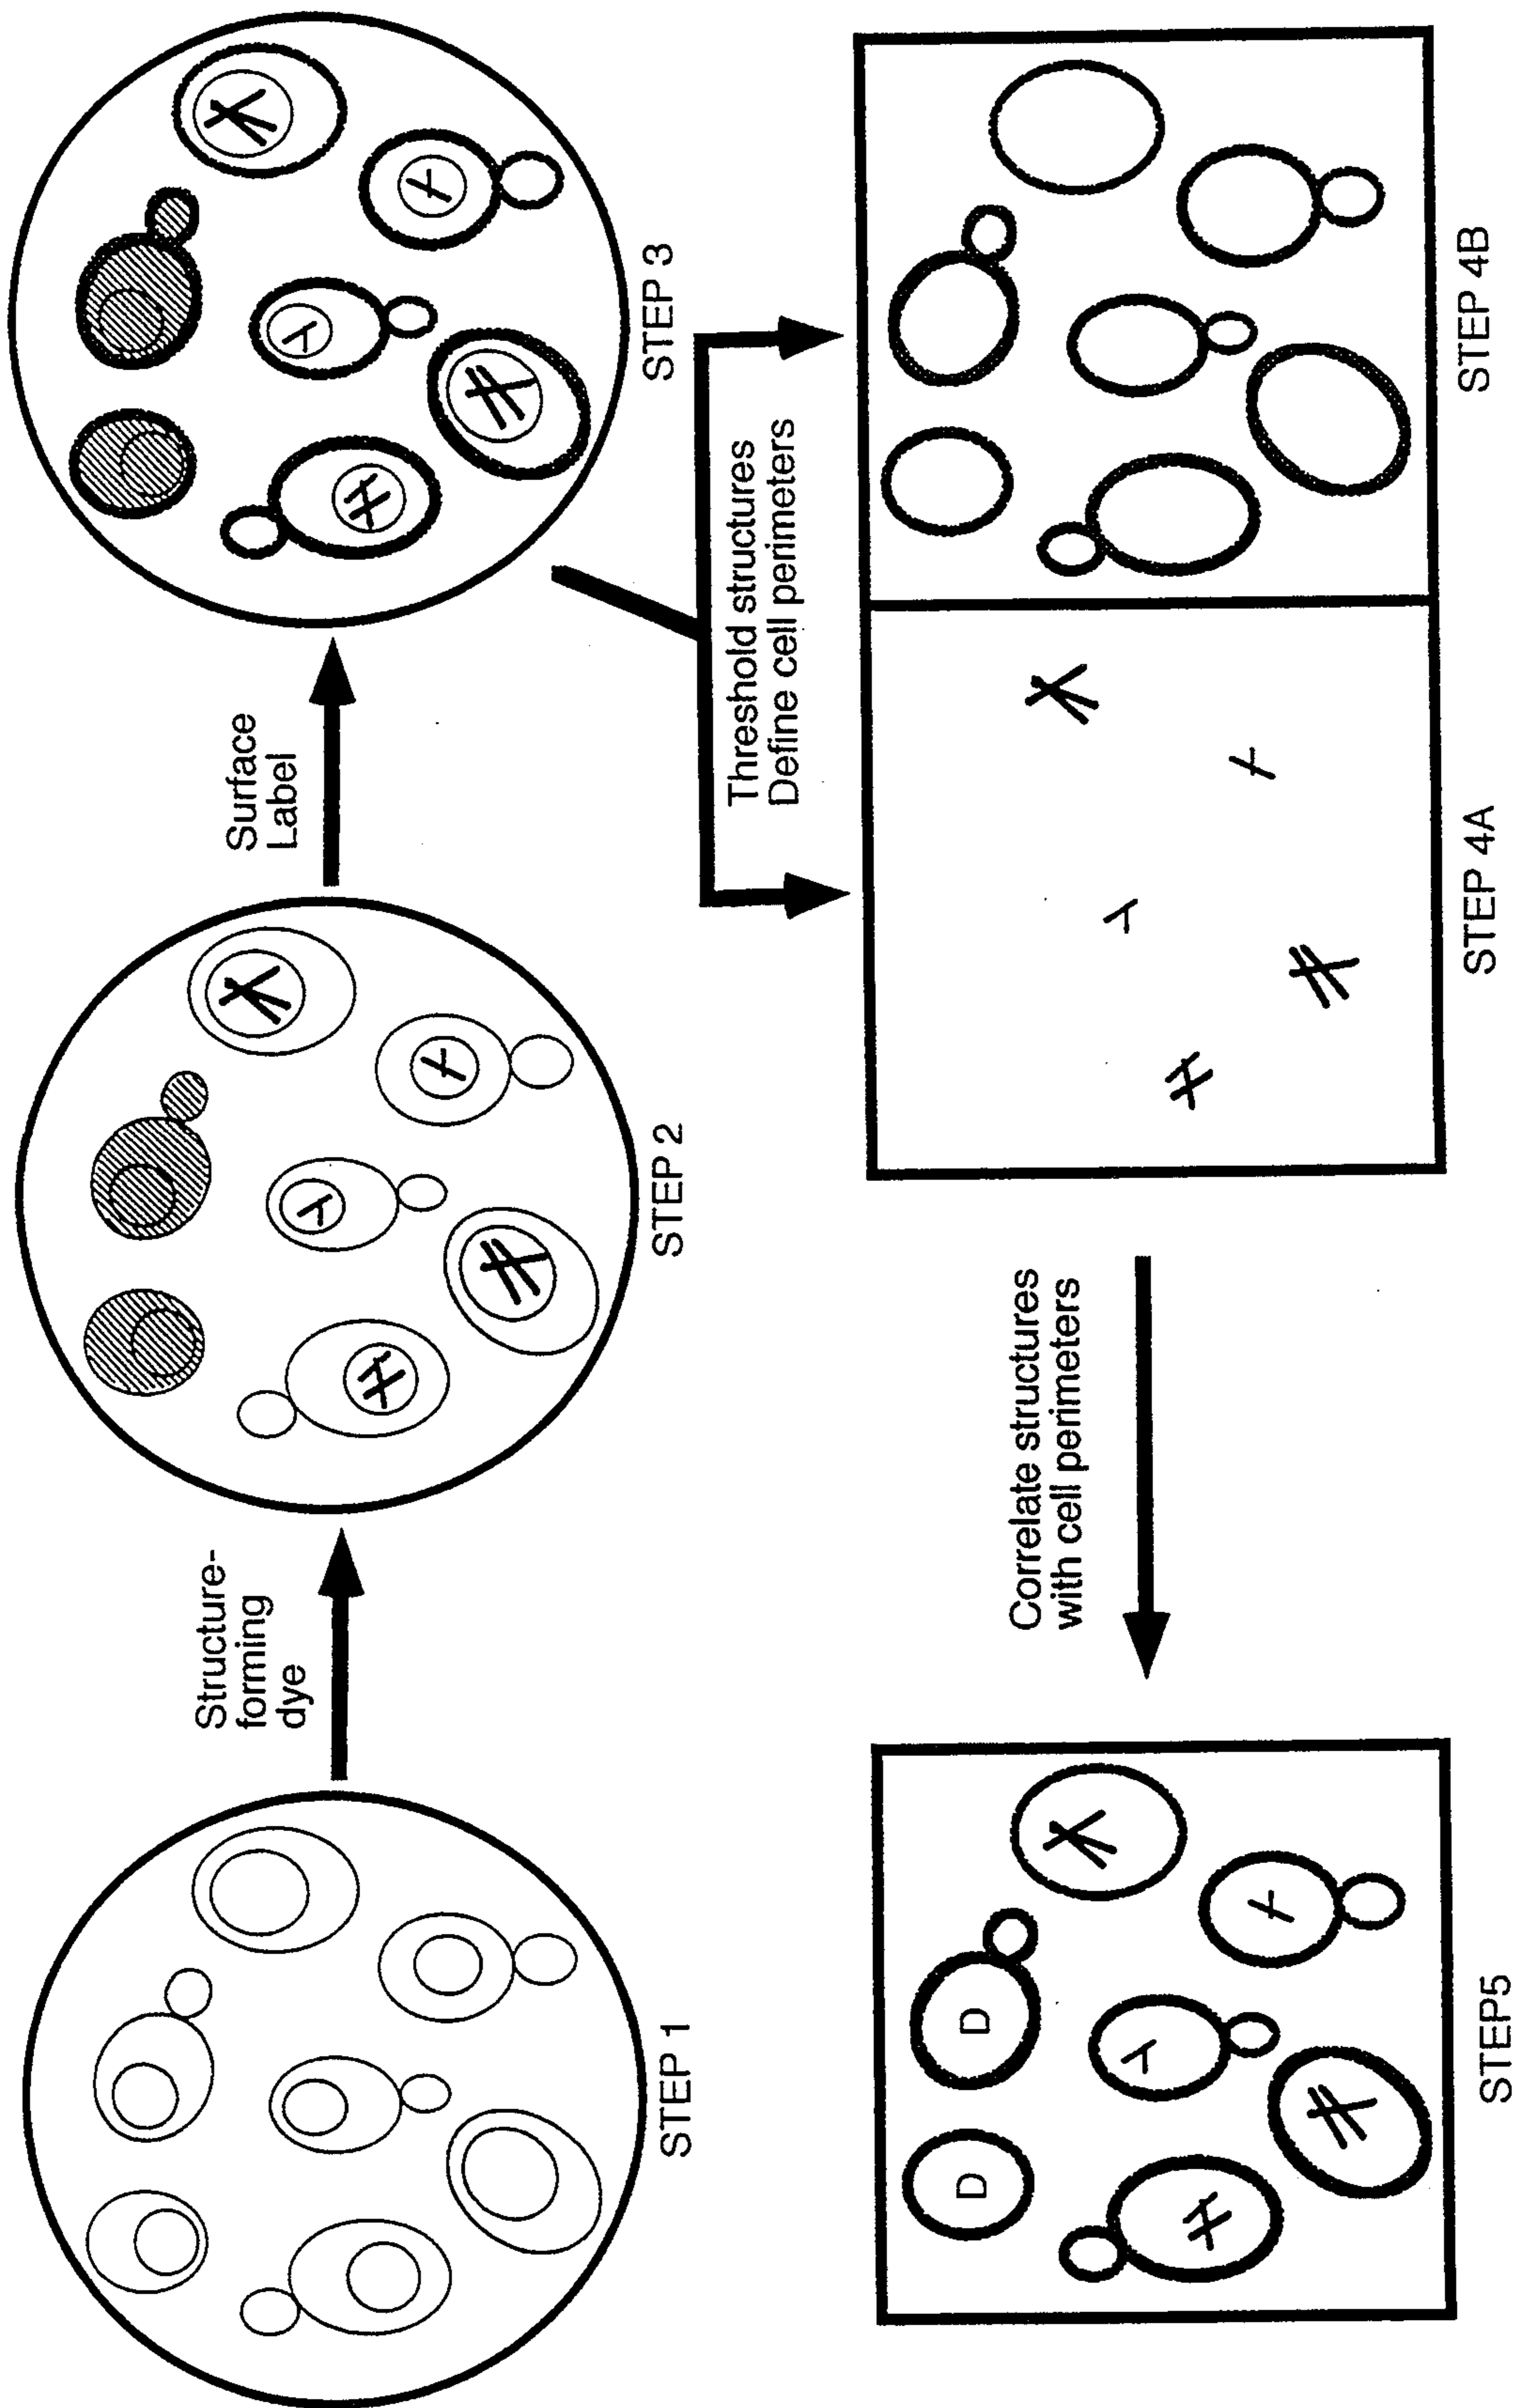 STEP 1
Structure-
forming
dye
STEP 2
Surface
Label
STEP 3
Threshold structures
Define cell perimeters
STEP 4A
STEP 4B
Correlate structures
with cell perimeters
D
D
STEP5